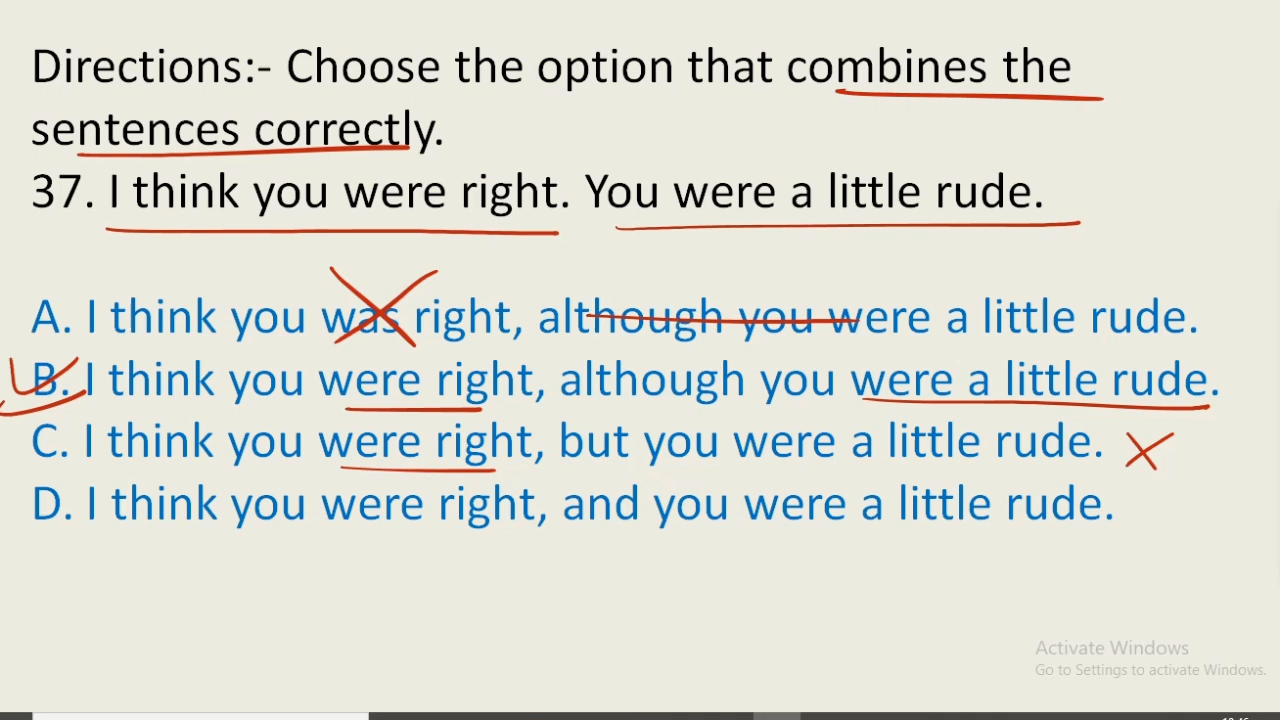 Directions:- Choose the option that combines the
sentences correctly.
37. I think you were right. You were a little rude.
A. I think you was right, although you were a little rude.
B. I think you were right, although you were a little rude.
C. I think you were right, but you were a little rude.
D. I think you were right, and you were a little rude.
Activate Windows
Go to Settings to activate Windows.